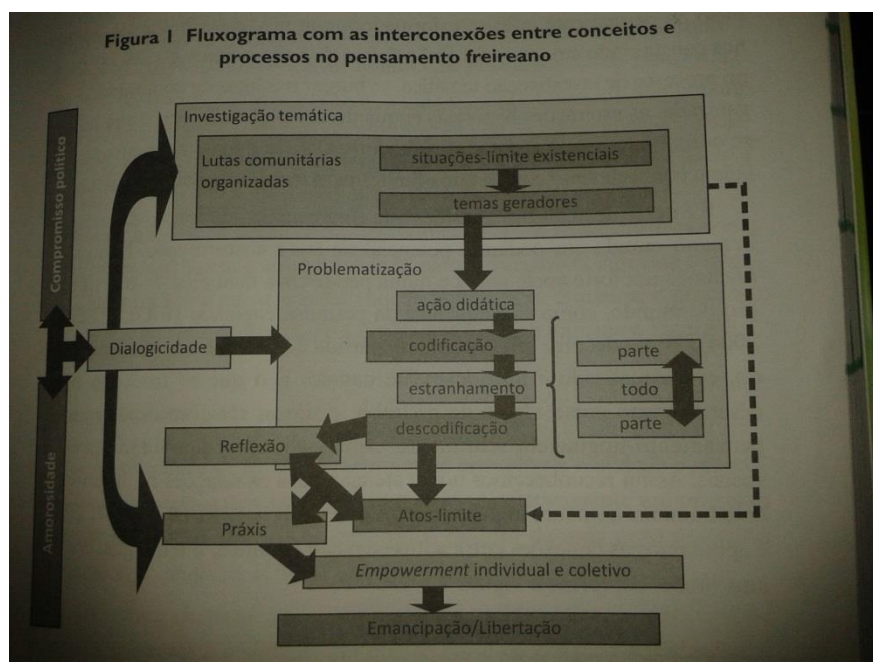 Figura 1 Fluxograma com as interconexões entre conceitos e
processos no pensamento freireano
Compromisso político
Amorosidade
Investigação temática
Lutas comunitárias
organizadas
situações-limite existenciais
temas geradores
Problematização
ação didática
codificação
estranhamento
descodificação
parte
todo
parte
Dialogicidade
Reflexão
Práxis
Atos-limite
Empowerment individual e coletivo
Emancipação/Libertação